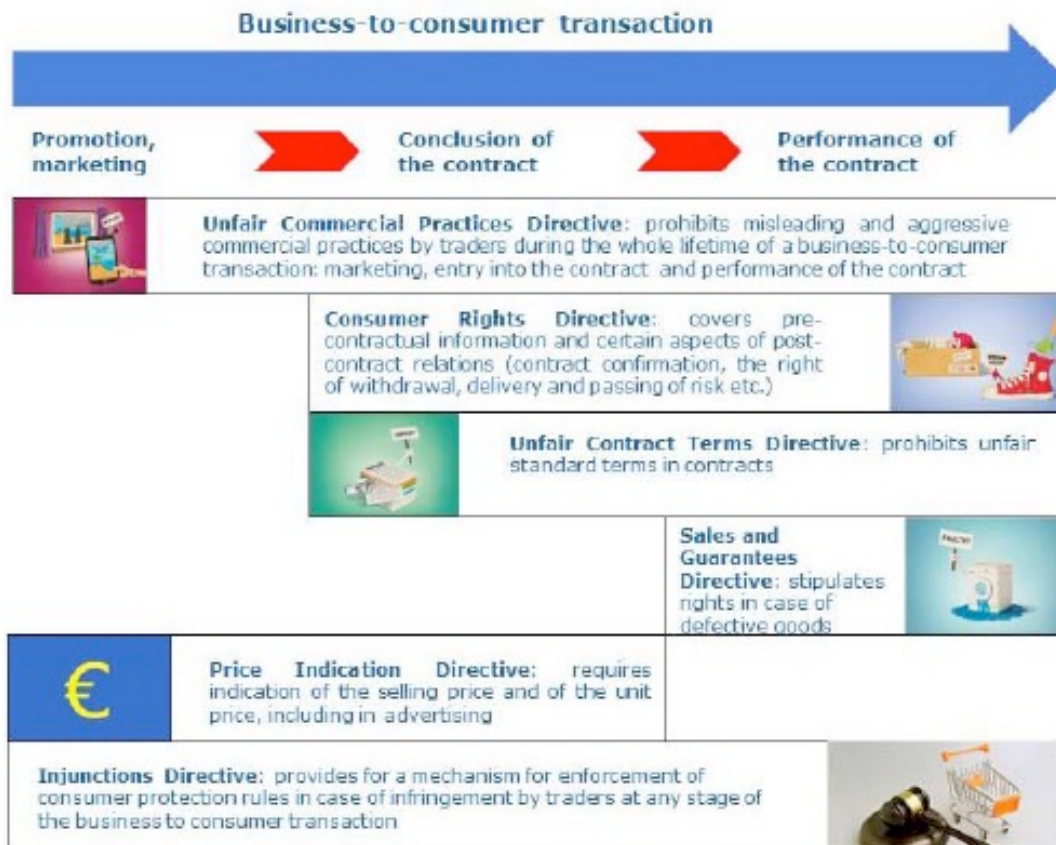 Business-to-consumer transaction
Promotion,
marketing
Conclusion of
the contract
Performance of
the contract
Unfair Commercial Practices Directive: prohibits misleading and aggressive
commercial practices by traders during the whole lifetime of a business-to-consumer
transaction: marketing, entry into the contract and performance of the contract
Consumer Rights Directive: covers pre-
contractual information and certain aspects of post-
contract relations (contract confirmation, the right
of withdrawal, delivery and passing of risk etc.)
Unfair Contract Terms Directive: prohibits unfair
standard terms in contracts
Sales and
Guarantees
Directive: stipulates
rights in case of
defective goods
€
Price Indication Directive: requires
indication of the selling price and of the unit
price, including in advertising
Injunctions Directive: provides for a mechanism for enforcement of
consumer protection rules in case of infringement by traders at any stage of
the business to consumer transaction